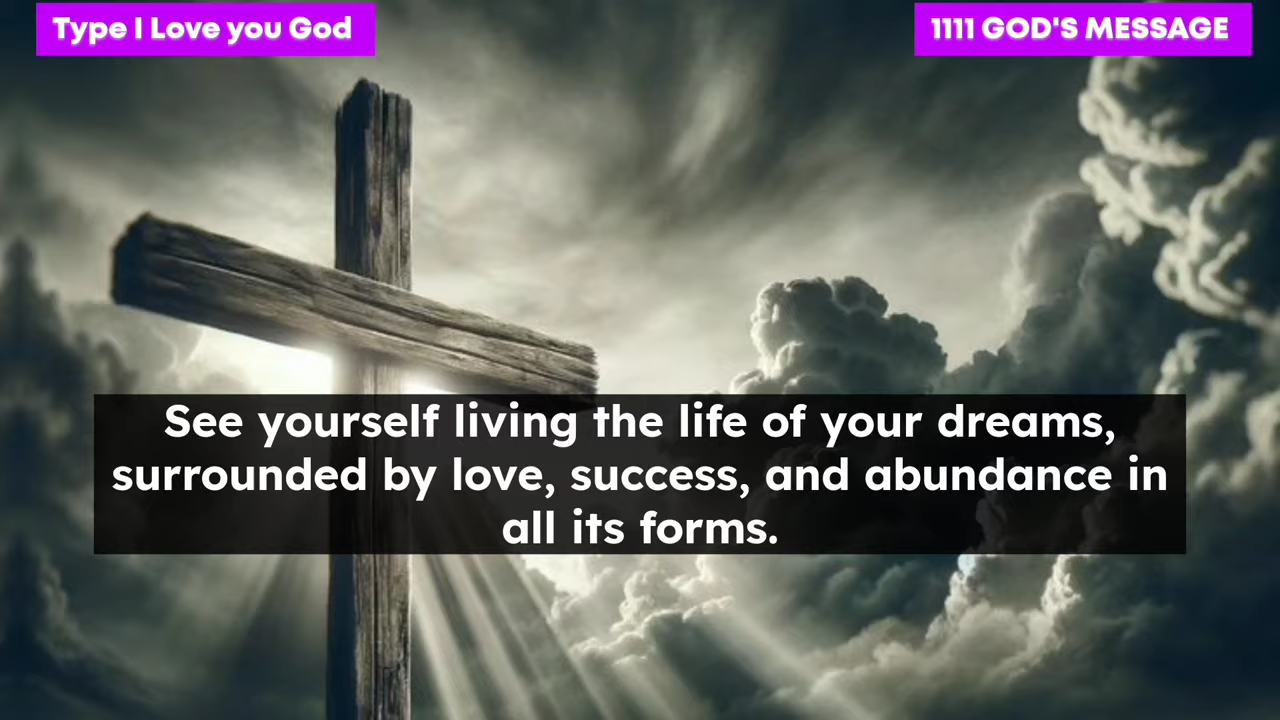 Type I Love you God
1111 GOD'S MESSAGE
See yourself living the life of your dreams,
surrounded by love, success, and abundance in
all its forms.